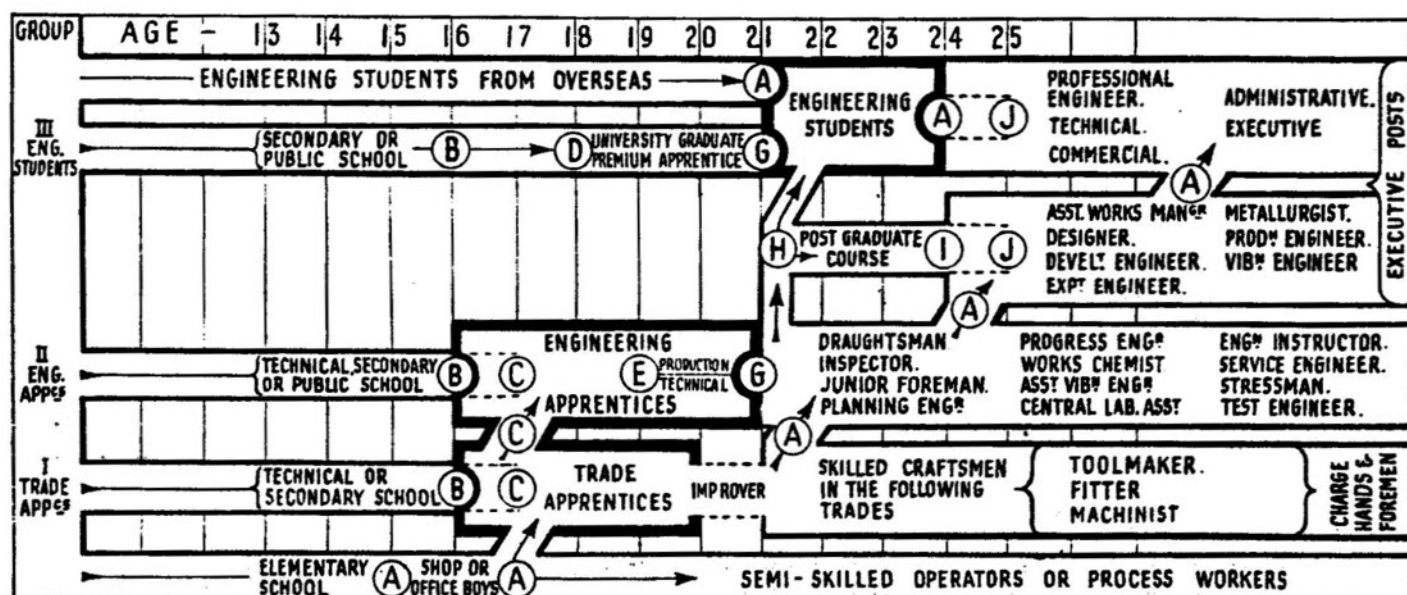 GROUP AGE - 13 14 15 16 17 18 19 20 21 22 23 24 25
ENGINEERING STUDENTS FROM OVERSEAS A
ENGINEERING
STUDENTS
A J
PROFESSIONAL
ENGINEER.
TECHNICAL.
COMMERCIAL.
ADMINISTRATIVE.
EXECUTIVE
A
EXECUTIVE POSTS
III
ENG.
STUDENTS
SECONDARY OR
PUBLIC SCHOOL
B D
UNIVERSITY GRADUATE
PREMIUM APPRENTICE
G
H
POST GRADUATE
COURSE
I J
ASST. WORKS MANGR
DESIGNER.
DEVELT ENGINEER.
EXPT ENGINEER.
METALLURGIST.
PRODN ENGINEER.
VIBN ENGINEER
A
II
ENG.
APPCS
TECHNICAL, SECONDARY
OR PUBLIC SCHOOL
B C
ENGINEERING
APPRENTICES
E
PRODUCTION
TECHNICAL
G
C
DRAUGHTSMAN
INSPECTOR.
JUNIOR FOREMAN.
PLANNING ENGR
PROGRESS ENGR
WORKS CHEMIST
ASST VIBN ENGR
CENTRAL LAB. ASST
ENGN INSTRUCTOR.
SERVICE ENGINEER.
STRESSMAN.
TEST ENGINEER.
A
I
TRADE
APPCS
TECHNICAL OR
SECONDARY SCHOOL
B C
TRADE
APPRENTICES
IMPROVER
SKILLED CRAFTSMEN
IN THE FOLLOWING
TRADES
TOOLMAKER.
FITTER
MACHINIST
CHARGE
HANDS &
FOREMEN
ELEMENTARY
SCHOOL
A
SHOP OR
OFFICE BOYS
A
SEMI-SKILLED OPERATORS OR PROCESS WORKERS